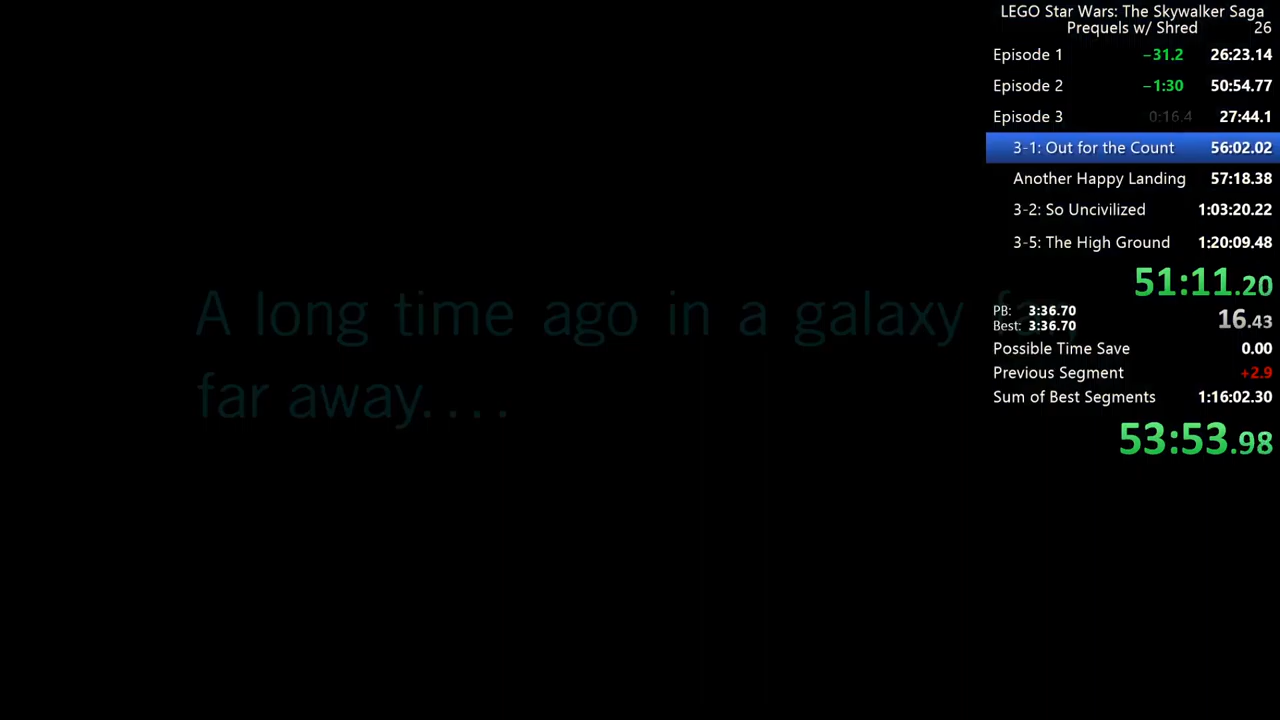 LEGO Star Wars: The Skywalker Saga
Prequels w/ Shred 26
Episode 1 −31.2 26:23.14
Episode 2 −1:30 50:54.77
Episode 3 0:16.4 27:44.1
3-1: Out for the Count 56:02.02
Another Happy Landing 57:18.38
3-2: So Uncivilized 1:03:20.22
3-5: The High Ground 1:20:09.48
51:11.20
PB: 3:36.70
Best: 3:36.70
16.43
Possible Time Save 0.00
Previous Segment +2.9
Sum of Best Segments 1:16:02.30
53:53.98
A long time ago in a galaxy
far away....